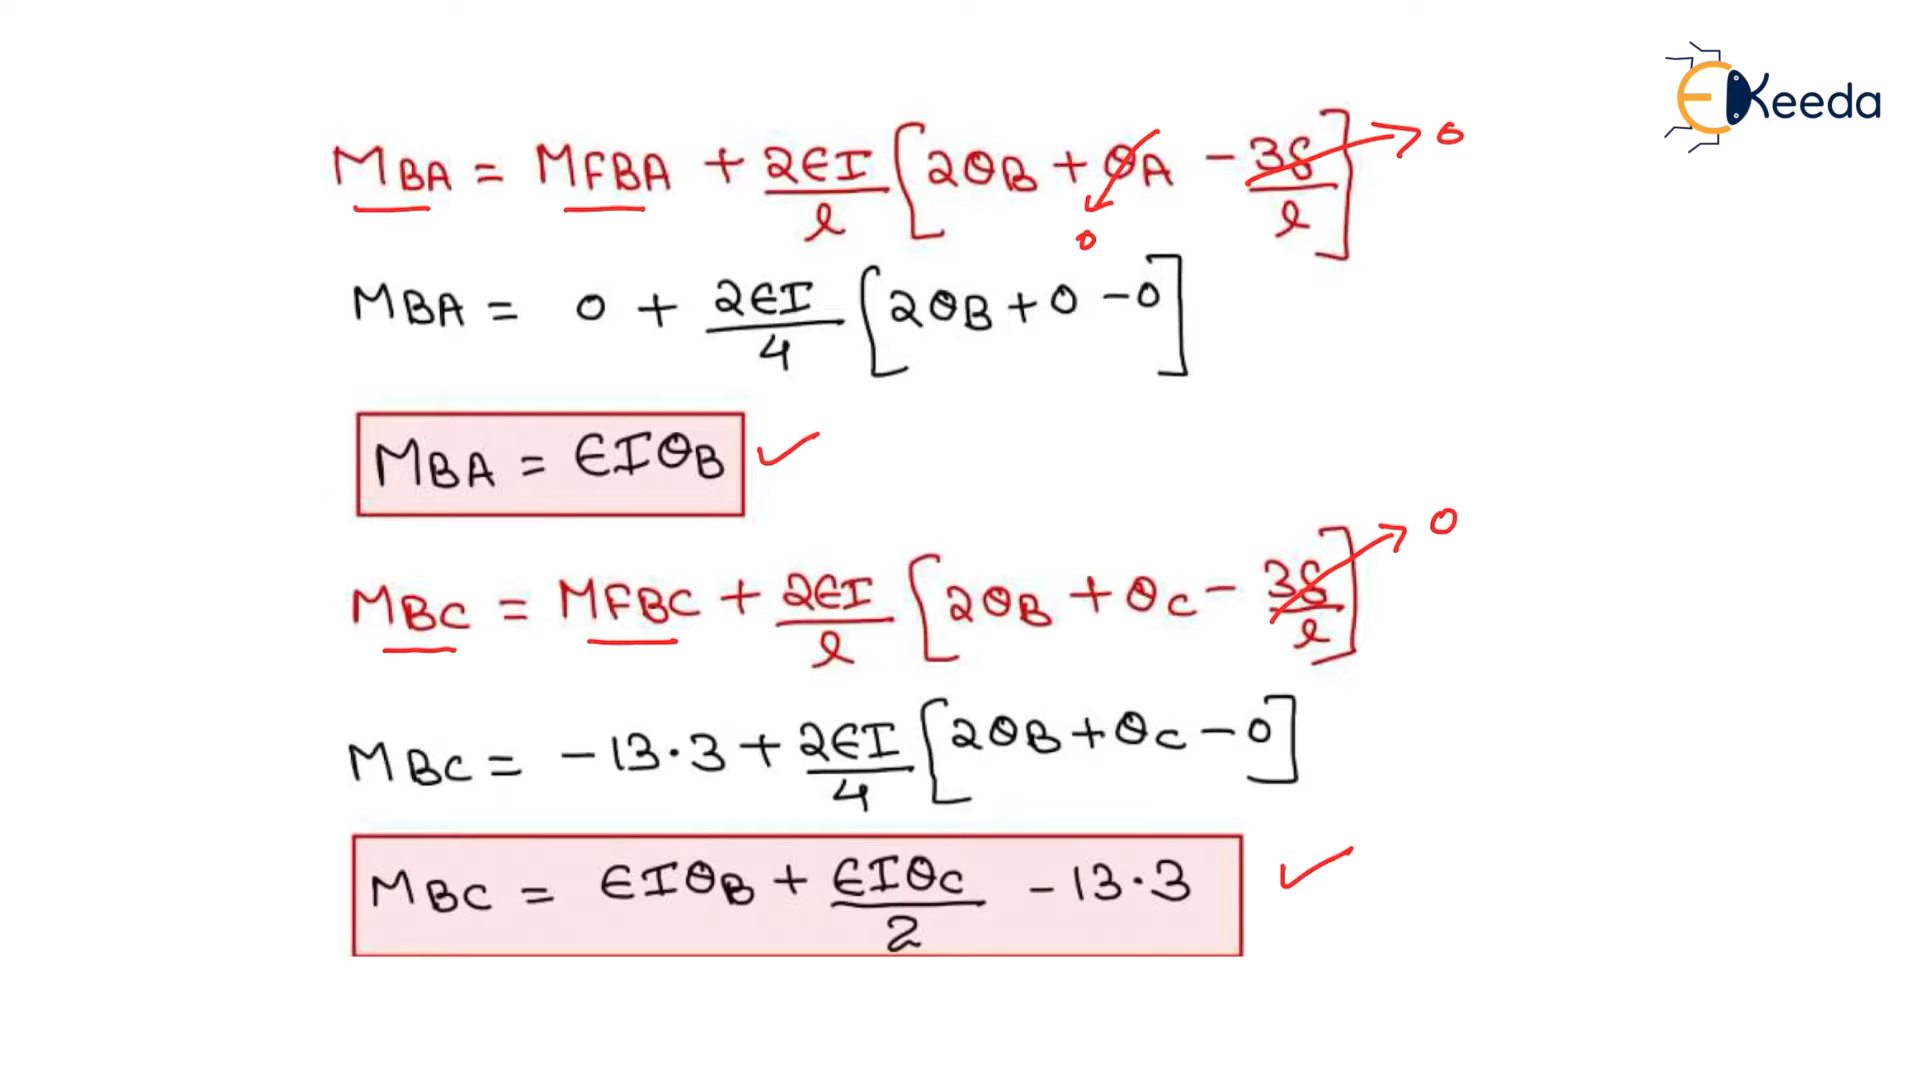 EKeeda
MBA = MFBA + 2EI/l [2θB + θA - 3δ/l] → 0
0
MBA = 0 + 2EI/4 [2θB + 0 - 0]
MBA = EIθB ✓
MBC = MFBC + 2EI/l [2θB + θC - 3δ/l] → 0
MBC = -13.3 + 2EI/4 [2θB + θC - 0]
MBC = EIθB + EIθC/2 - 13.3 ✓